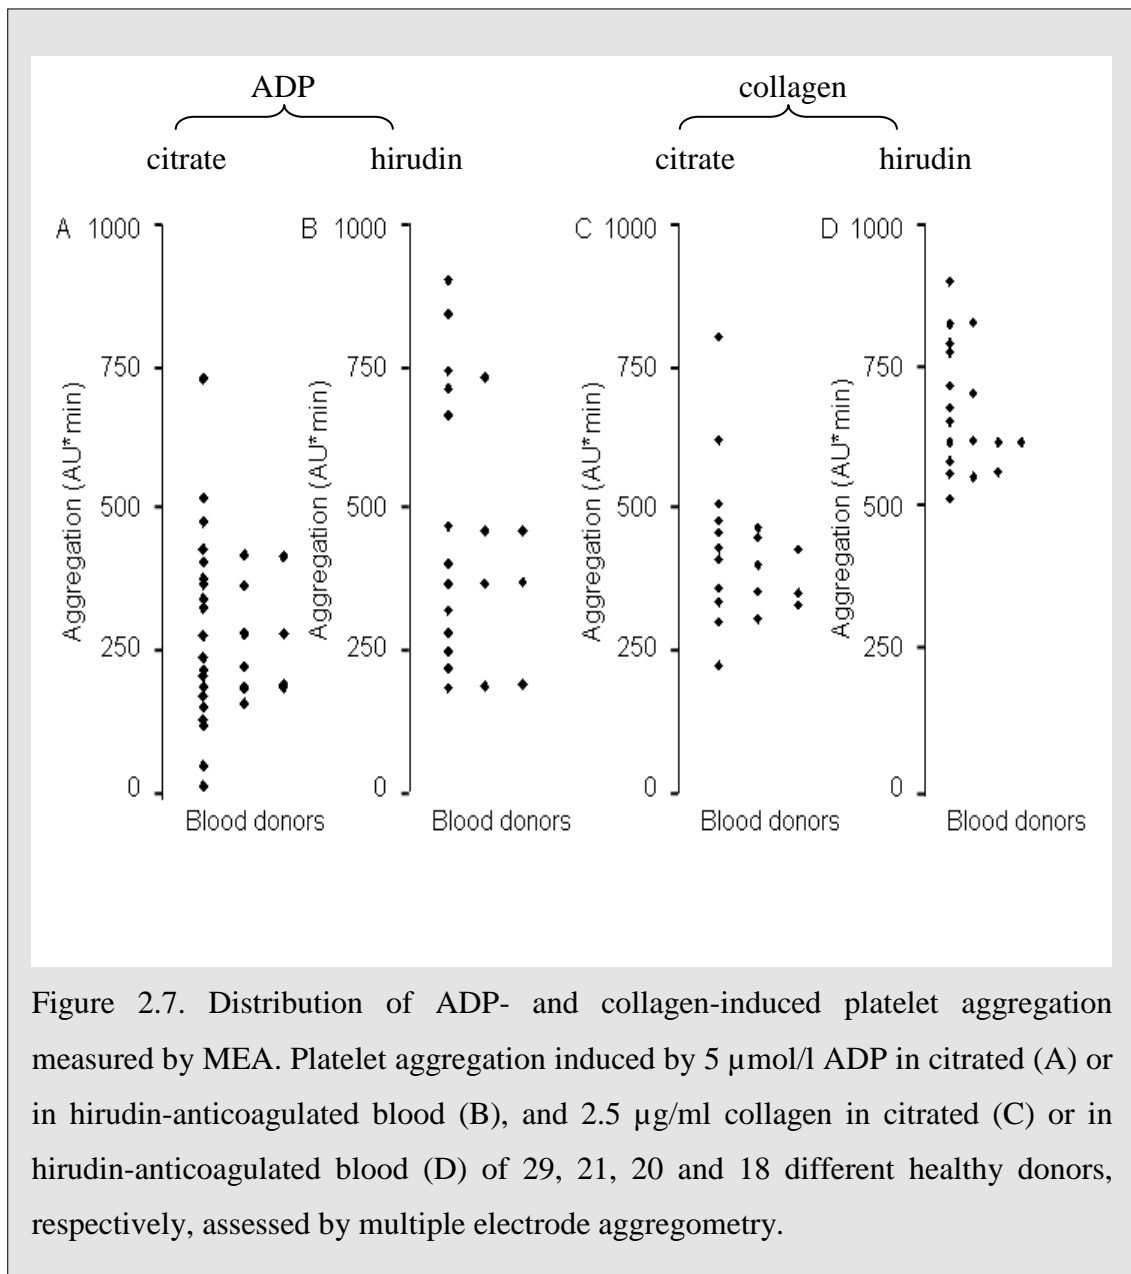 ADP collagen
citrate hirudin citrate hirudin
A 1000 B 1000 C 1000 D 1000
750 750 750 750
500 500 500 500
250 250 250 250
0 0 0 0
Aggregation (AU*min) Aggregation (AU*min) Aggregation (AU*min) Aggregation (AU*min)
Blood donors Blood donors Blood donors Blood donors
Figure 2.7. Distribution of ADP- and collagen-induced platelet aggregation
measured by MEA. Platelet aggregation induced by 5 µmol/l ADP in citrated (A) or
in hirudin-anticoagulated blood (B), and 2.5 µg/ml collagen in citrated (C) or in
hirudin-anticoagulated blood (D) of 29, 21, 20 and 18 different healthy donors,
respectively, assessed by multiple electrode aggregometry.